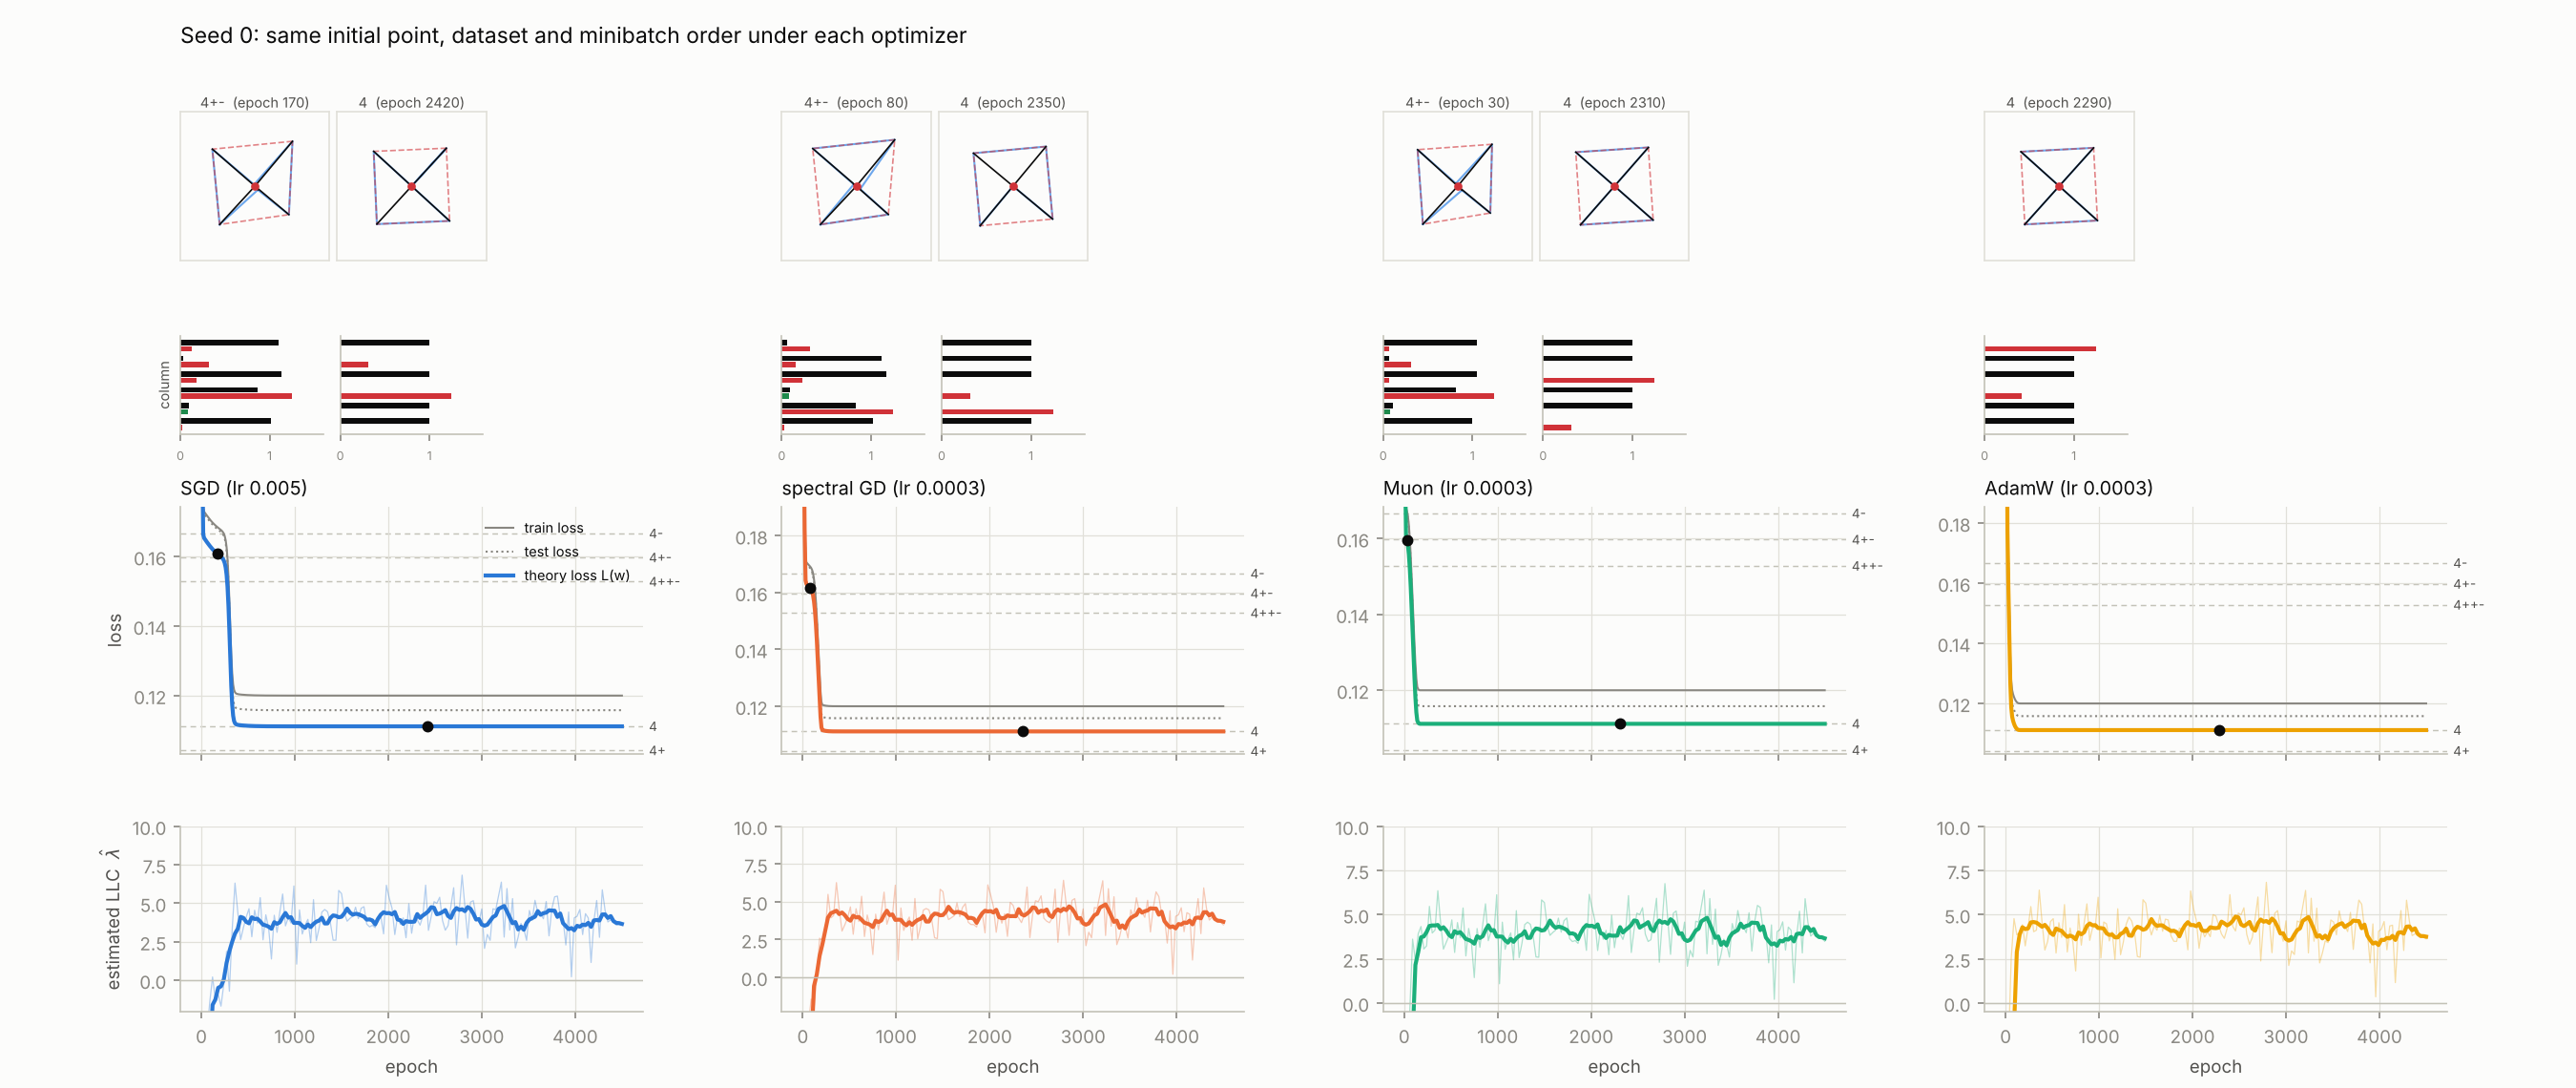 Seed 0: same initial point, dataset and minibatch order under each optimizer
4+- (epoch 170)
4 (epoch 2420)
4+- (epoch 80)
4 (epoch 2350)
4+- (epoch 30)
4 (epoch 2310)
4 (epoch 2290)
column
0 1
0 1
0 1
0 1
0 1
0 1
0 1
SGD (lr 0.005)
loss
0.16
0.14
0.12
train loss
test loss
theory loss L(w)
4-
4+-
4++-
4
4+
spectral GD (lr 0.0003)
0.18
0.16
0.14
0.12
4-
4+-
4++-
4
4+
Muon (lr 0.0003)
0.16
0.14
0.12
4-
4+-
4++-
4
4+
AdamW (lr 0.0003)
0.18
0.16
0.14
0.12
4-
4+-
4++-
4
4+
estimated LLC λ̂
10.0
7.5
5.0
2.5
0.0
0 1000 2000 3000 4000
epoch
10.0
7.5
5.0
2.5
0.0
0 1000 2000 3000 4000
epoch
10.0
7.5
5.0
2.5
0.0
0 1000 2000 3000 4000
epoch
10.0
7.5
5.0
2.5
0.0
0 1000 2000 3000 4000
epoch